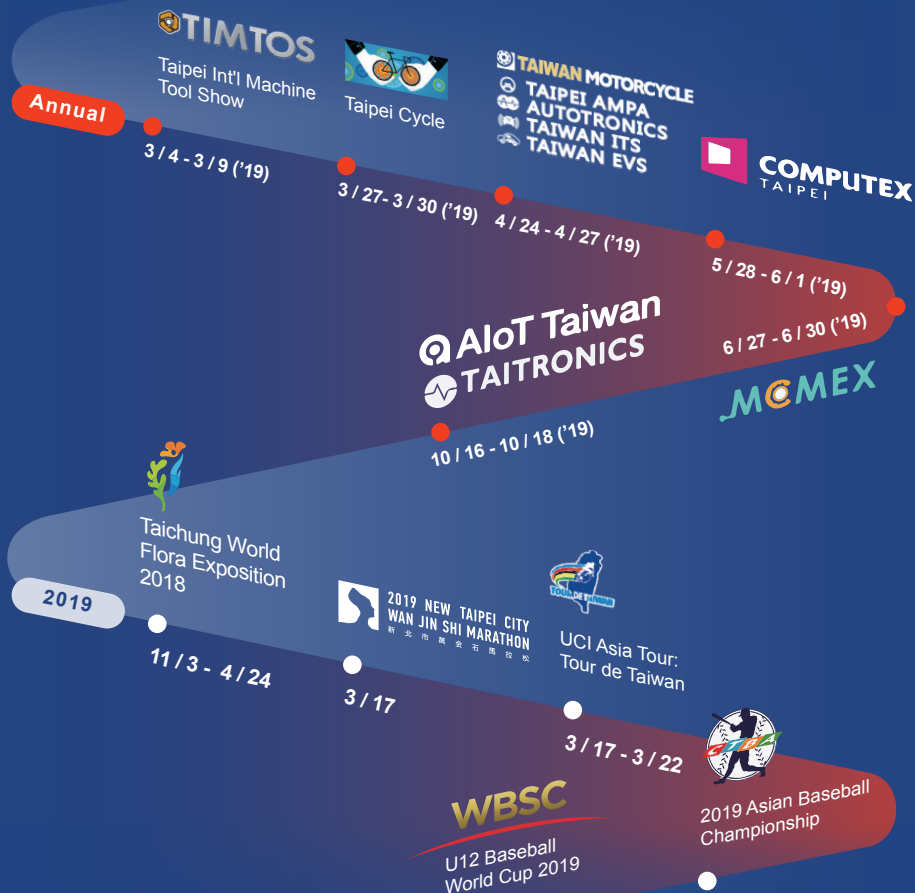 TIMTOS
Taipei Int'l Machine
Tool Show
Taipei Cycle
TAIWAN MOTORCYCLE
TAIPEI AMPA
AUTOTRONICS
TAIWAN ITS
TAIWAN EVS
COMPUTEX
TAIPEI
Annual
3 / 4 - 3 / 9 (’19)
3 / 27- 3 / 30 (’19)
4 / 24 - 4 / 27 (’19)
5 / 28 - 6 / 1 (’19)
6 / 27 - 6 / 30 (’19)
MCMEX
AIoT Taiwan
TAITRONICS
10 / 16 - 10 / 18 (’19)
Taichung World
Flora Exposition
2018
2019
11 / 3 - 4 / 24
2019 NEW TAIPEI CITY
WAN JIN SHI MARATHON
新北市萬金石馬拉松
3 / 17
TOUR DE TAIWAN
UCI Asia Tour:
Tour de Taiwan
3 / 17 - 3 / 22
CTBA
2019 Asian Baseball
Championship
WBSC
U12 Baseball
World Cup 2019